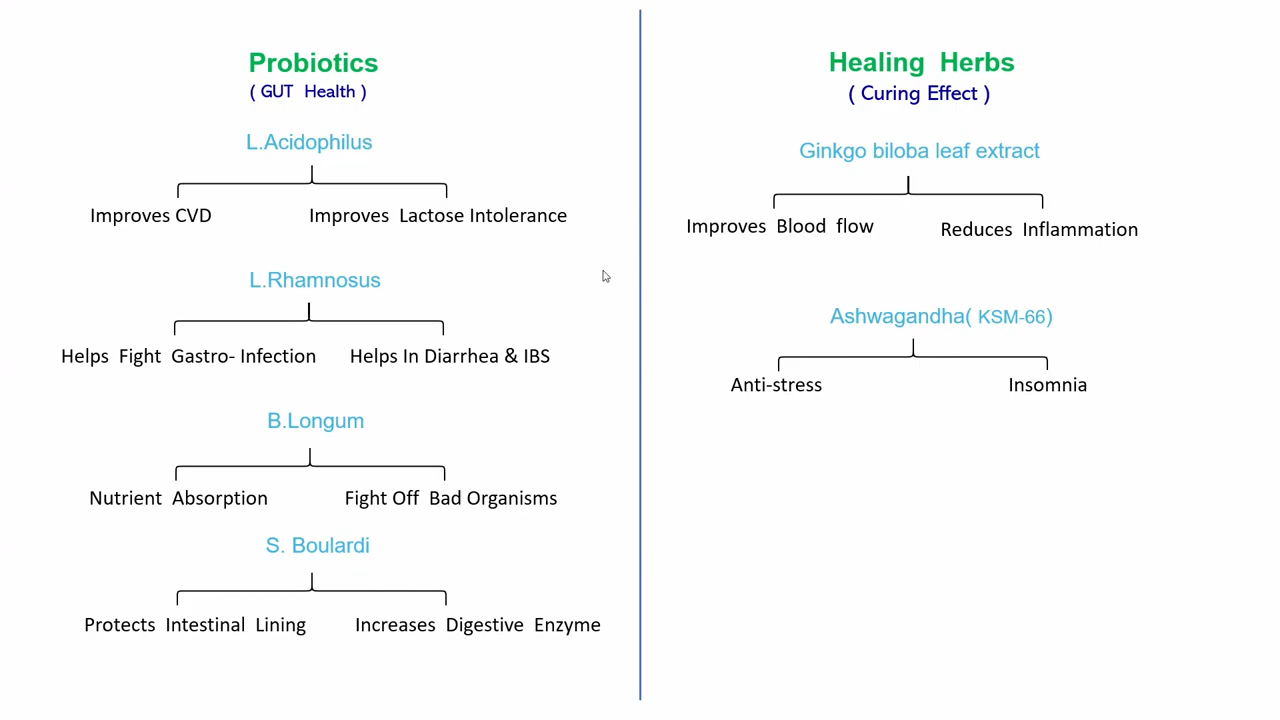 Probiotics
( GUT Health )
L.Acidophilus
Improves CVD
Improves Lactose Intolerance
L.Rhamnosus
Helps Fight Gastro- Infection
Helps In Diarrhea & IBS
B.Longum
Nutrient Absorption
Fight Off Bad Organisms
S. Boulardi
Protects Intestinal Lining
Increases Digestive Enzyme
Healing Herbs
( Curing Effect )
Ginkgo biloba leaf extract
Improves Blood flow
Reduces Inflammation
Ashwagandha( KSM-66)
Anti-stress
Insomnia